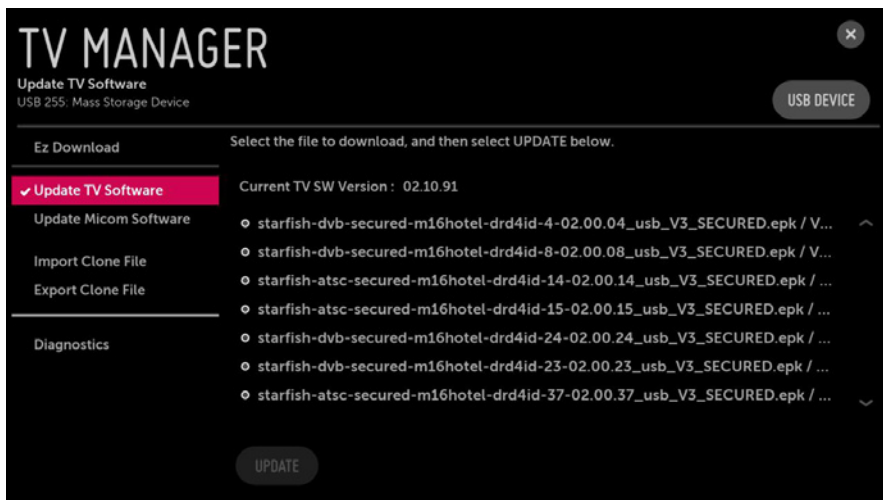 TV MANAGER
Update TV Software
USB 255: Mass Storage Device
USB DEVICE
Ez Download
Select the file to download, and then select UPDATE below.
✔ Update TV Software
Current TV SW Version : 02.10.91
Update Micom Software
starfish-dvb-secured-m16hotel-drd4id-4-02.00.04_usb_V3_SECURED.epk / V...
starfish-dvb-secured-m16hotel-drd4id-8-02.00.08_usb_V3_SECURED.epk / V...
Import Clone File
starfish-atsc-secured-m16hotel-drd4id-14-02.00.14_usb_V3_SECURED.epk / ...
Export Clone File
starfish-atsc-secured-m16hotel-drd4id-15-02.00.15_usb_V3_SECURED.epk / ...
starfish-dvb-secured-m16hotel-drd4id-24-02.00.24_usb_V3_SECURED.epk / ...
Diagnostics
starfish-dvb-secured-m16hotel-drd4id-23-02.00.23_usb_V3_SECURED.epk / ...
starfish-atsc-secured-m16hotel-drd4id-37-02.00.37_usb_V3_SECURED.epk / ...
UPDATE